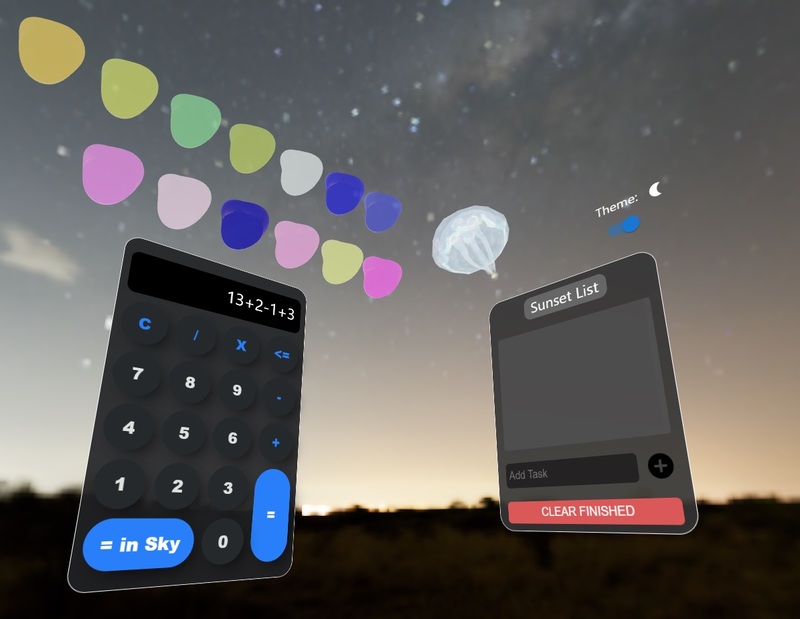 Theme:
13+2-1+3
C / X <=
7 8 9 -
4 5 6 +
1 2 3
= in Sky 0 =
Sunset List
Add Task
CLEAR FINISHED